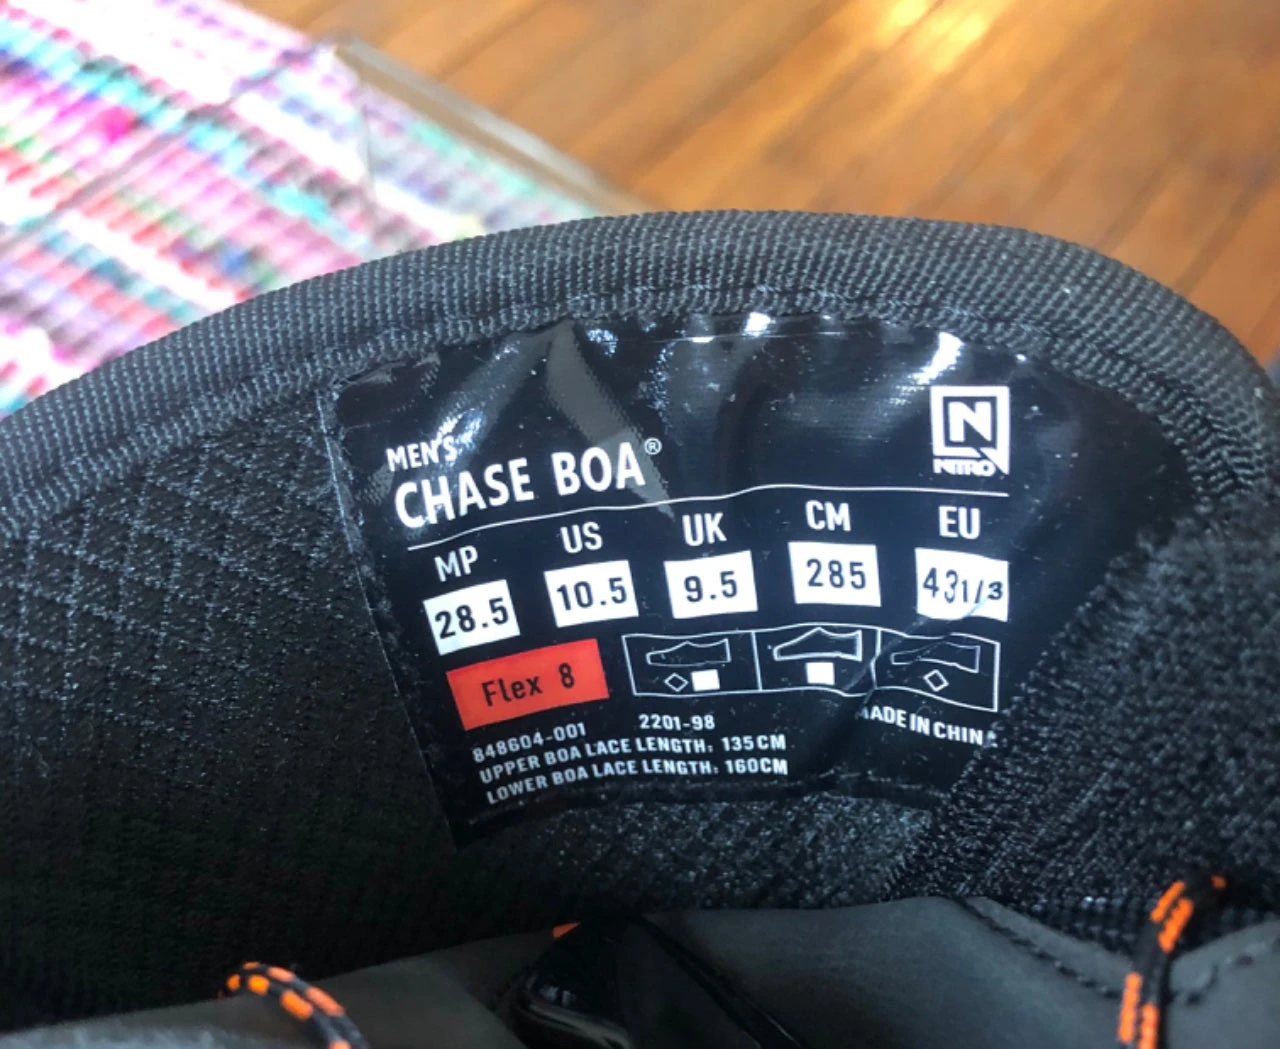 N
NITRO
MEN'S
CHASE BOA®
MP US UK CM EU
28.5 10.5 9.5 285 43 1/3
Flex 8
848604-001 2201-98
UPPER BOA LACE LENGTH: 135CM
LOWER BOA LACE LENGTH: 160CM
MADE IN CHINA